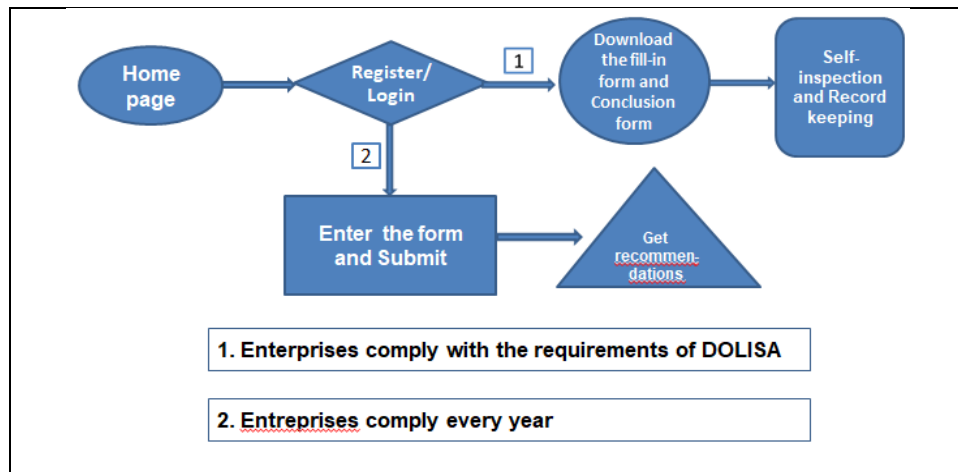 Home
page
Register/
Login
1
Download
the fill-in
form and
Conclusion
form
Self-
inspection
and Record
keeping
2
Enter the form
and Submit
Get
recommen-
dations
1. Enterprises comply with the requirements of DOLISA
2. Entreprises comply every year